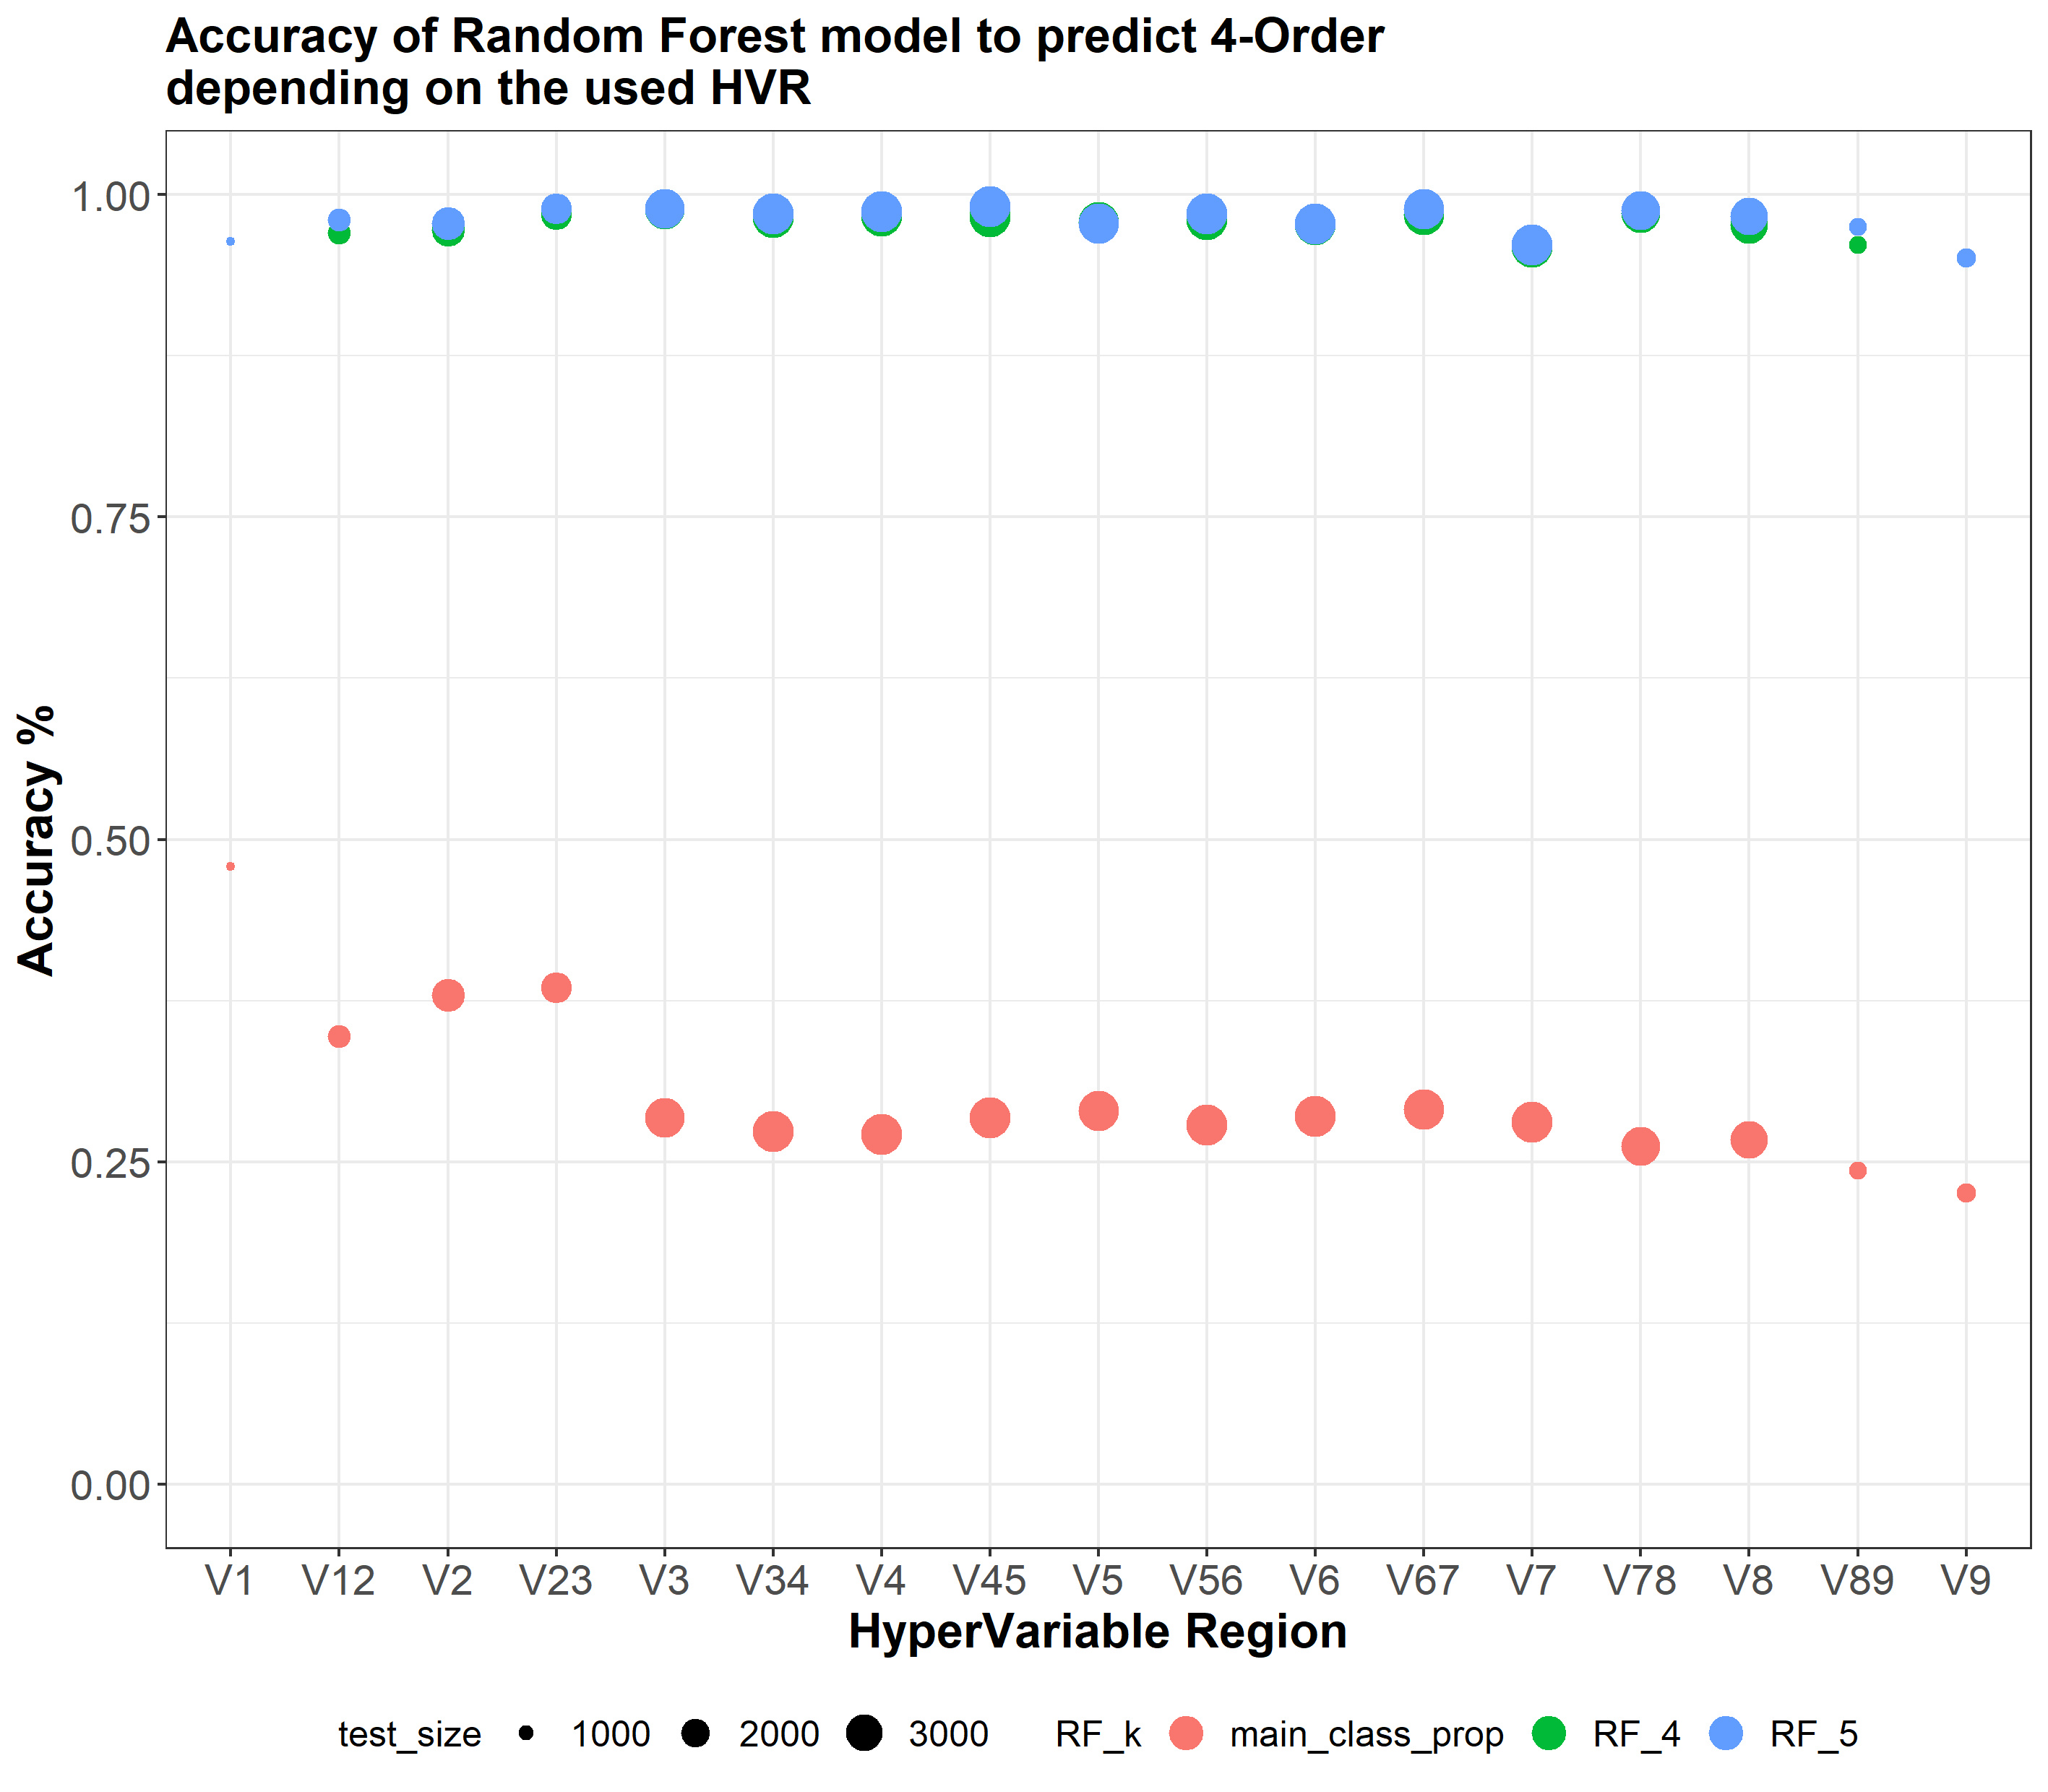 Accuracy of Random Forest model to predict 4-Order
depending on the used HVR
Accuracy %
1.00
0.75
0.50
0.25
0.00
V1 V12 V2 V23 V3 V34 V4 V45 V5 V56 V6 V67 V7 V78 V8 V89 V9
HyperVariable Region
test_size 1000 2000 3000 RF_k main_class_prop RF_4 RF_5